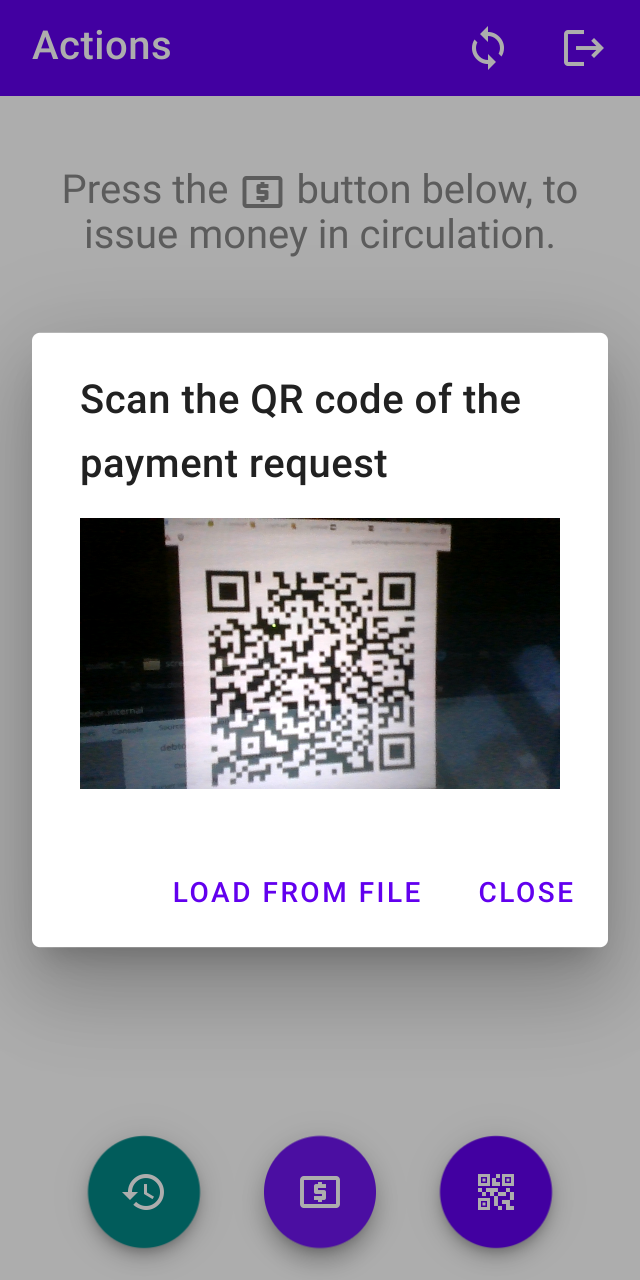 Actions
Press the $ button below, to
issue money in circulation.
Scan the QR code of the
payment request
LOAD FROM FILE
CLOSE